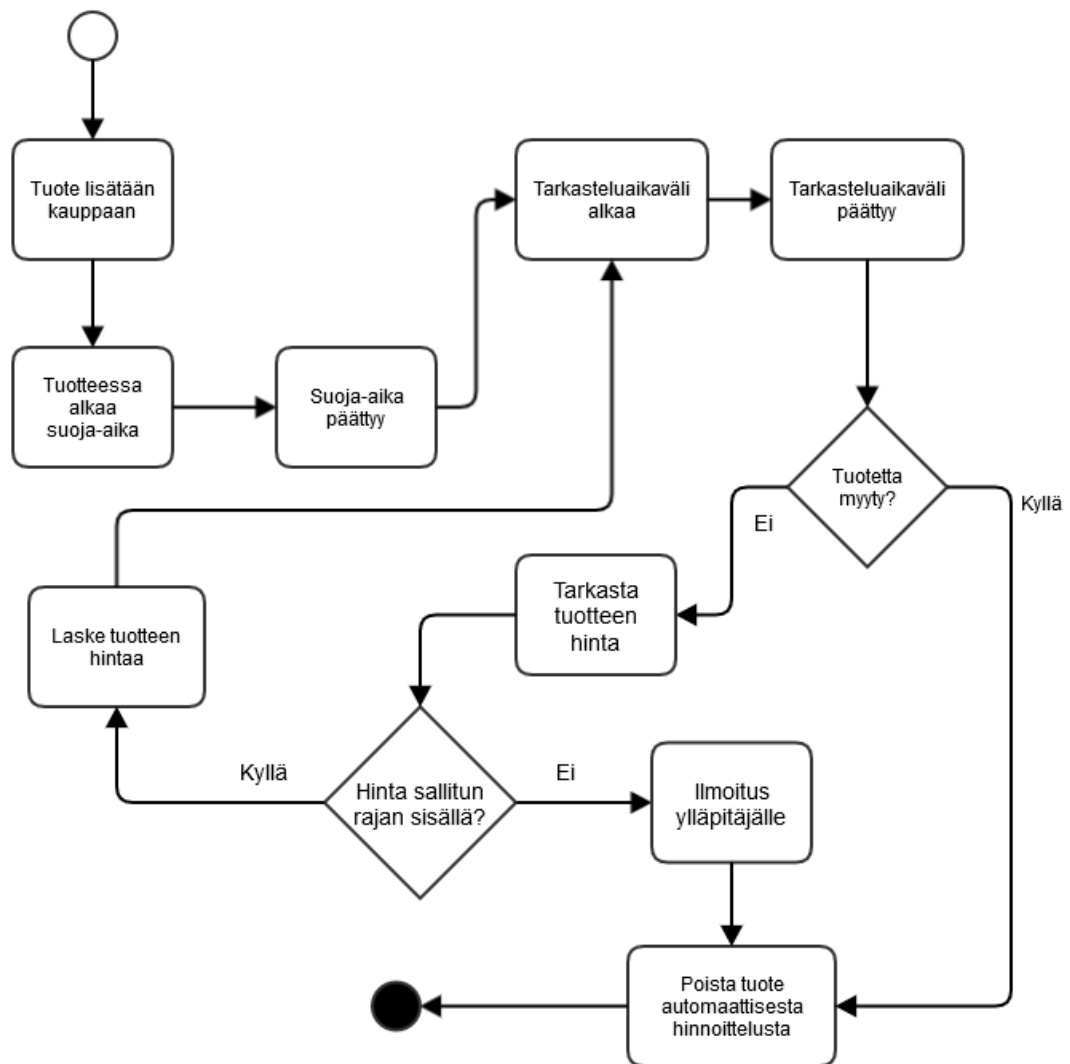 Tuote lisätään
kauppaan
Tarkasteluaikaväli
alkaa
Tarkasteluaikaväli
päättyy
Tuotteessa
alkaa
suoja-aika
Suoja-aika
päättyy
Tuotetta
myyty?
Kyllä
Ei
Tarkasta
tuotteen
hinta
Laske tuotteen
hintaa
Kyllä
Hinta sallitun
rajan sisällä?
Ei
Ilmoitus
ylläpitäjälle
Poista tuote
automaattisesta
hinnoittelusta